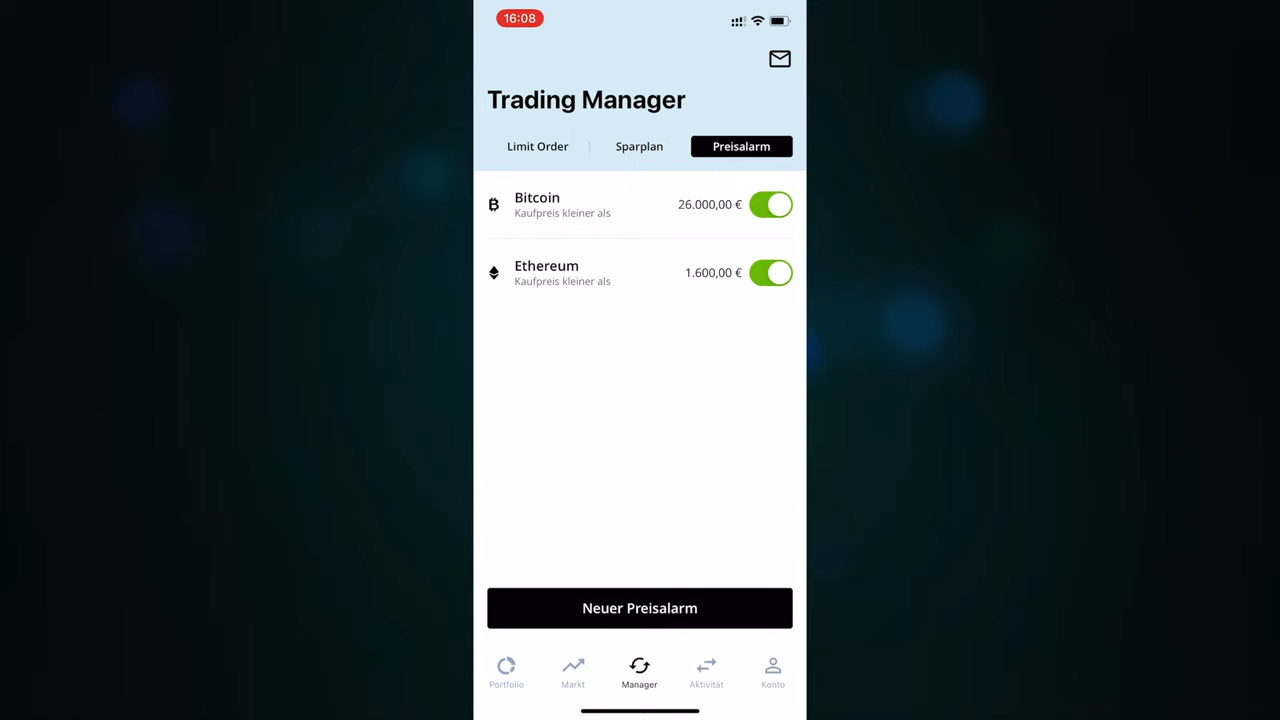 16:08
Trading Manager
Limit Order Sparplan Preisalarm
Bitcoin
Kaufpreis kleiner als
26.000,00 €
Ethereum
Kaufpreis kleiner als
1.600,00 €
Neuer Preisalarm
Portfolio Markt Manager Aktivität Konto